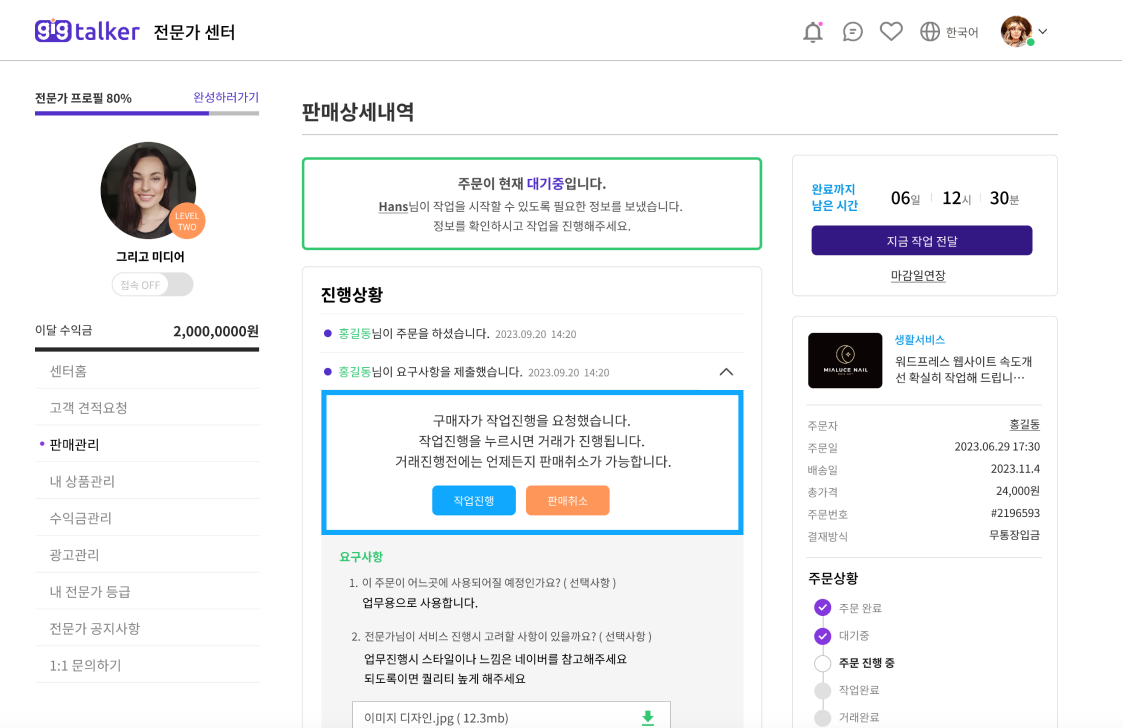 gigtalker 전문가 센터
한국어
전문가 프로필 80% 완성하러가기
LEVEL
TWO
그리고 미디어
접속 OFF
이달 수익금 2,000,0000원
센터홈
고객 견적요청
판매관리
내 상품관리
수익금관리
광고관리
내 전문가 등급
전문가 공지사항
1:1 문의하기
판매상세내역
주문이 현재 대기중입니다.
Hans님이 작업을 시작할 수 있도록 필요한 정보를 보냈습니다.
정보를 확인하시고 작업을 진행해주세요.
진행상황
홍길동님이 주문을 하셨습니다. 2023.09.20 14:20
홍길동님이 요구사항을 제출했습니다. 2023.09.20 14:20
구매자가 작업진행을 요청했습니다.
작업진행을 누르시면 거래가 진행됩니다.
거래진행전에는 언제든지 판매취소가 가능합니다.
작업진행 판매취소
요구사항
1. 이 주문이 어느곳에 사용되어질 예정인가요? ( 선택사항 )
업무용으로 사용합니다.
2. 전문가님이 서비스 진행시 고려할 사항이 있을까요? ( 선택사항 )
업무진행시 스타일이나 느낌은 네이버를 참고해주세요
되도록이면 퀄리티 높게 해주세요
이미지 디자인.jpg ( 12.3mb)
완료까지
남은 시간
06일 12시 30분
지금 작업 전달
마감일연장
MIALUCE NAIL
생활서비스
워드프레스 웹사이트 속도개
선 확실히 작업해 드립니…
주문자 홍길동
주문일 2023.06.29 17:30
배송일 2023.11.4
총가격 24,000원
주문번호 #2196593
결재방식 무통장입금
주문상황
주문 완료
대기중
주문 진행 중
작업완료
거래완료